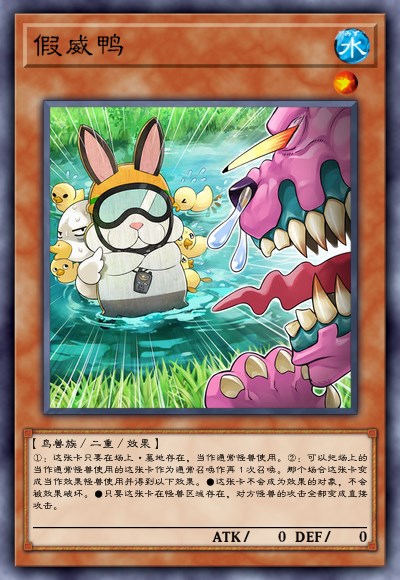 假威鸭
水
【鸟兽族／二重／效果】
①：这张卡只要在场上·墓地存在，当作通常怪兽使用。②：可以把场上的
当作通常怪兽使用的这张卡作为通常召唤作再1次召唤。那个场合这张卡变
成当作效果怪兽使用并得到以下效果。●这张卡不会成为效果的对象，不会
被效果破坏。●只要这张卡在怪兽区域存在，对方怪兽的攻击全部变成直接
攻击。
ATK／ 0 DEF／ 0